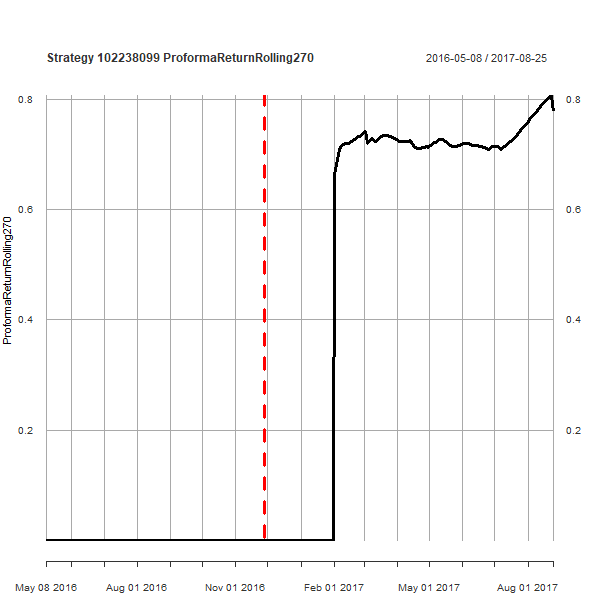 Strategy 102238099 ProformaReturnRolling270
2016-05-08 / 2017-08-25
0.8
0.8
0.6
0.6
0.4
0.4
0.2
0.2
ProformaReturnRolling270
May 08 2016
Aug 01 2016
Nov 01 2016
Feb 01 2017
May 01 2017
Aug 01 2017